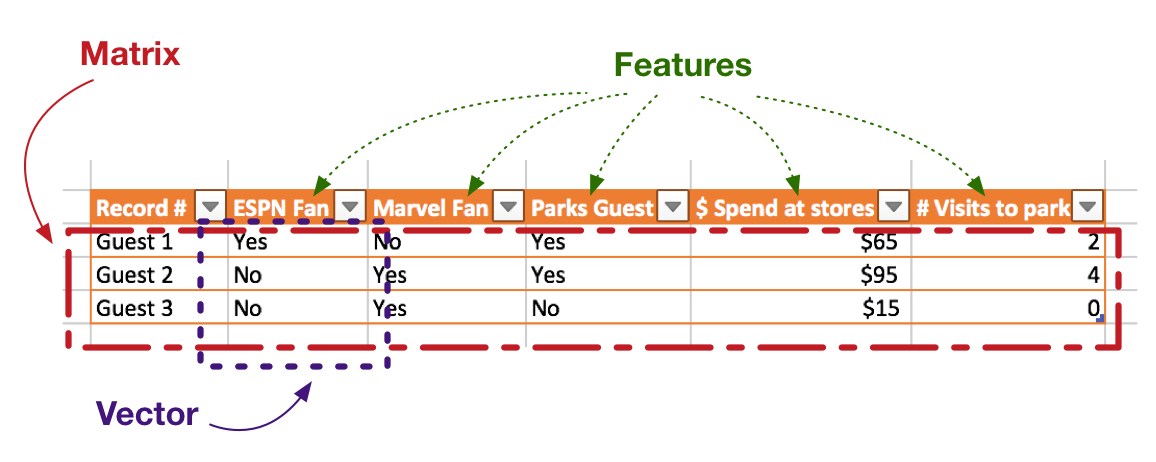 Matrix
Features
Record # ESPN Fan Marvel Fan Parks Guest $ Spend at stores # Visits to park
Guest 1 Yes No Yes $65 2
Guest 2 No Yes Yes $95 4
Guest 3 No Yes No $15 0
Vector